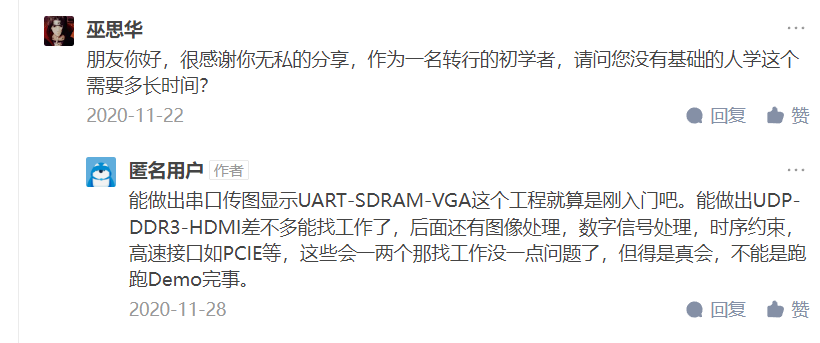 巫思华
朋友你好，很感谢你无私的分享，作为一名转行的初学者，请问您没有基础的人学这个
需要多长时间？
2020-11-22 回复 赞
匿名用户 作者
能做出串口传图显示UART-SDRAM-VGA这个工程就算是刚入门吧。能做出UDP-
DDR3-HDMI差不多能找工作了，后面还有图像处理，数字信号处理，时序约束，
高速接口如PCIE等，这些会一两个那找工作没一点问题了，但得是真会，不能是跑
跑Demo完事。
2020-11-28 回复 赞